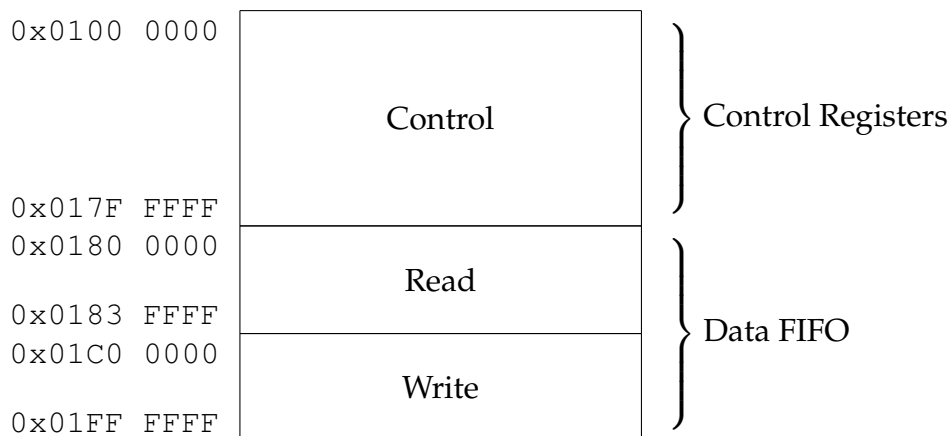 0x0100 0000
Control
Control Registers
0x017F FFFF
0x0180 0000
Read
0x0183 FFFF
Data FIFO
0x01C0 0000
Write
0x01FF FFFF